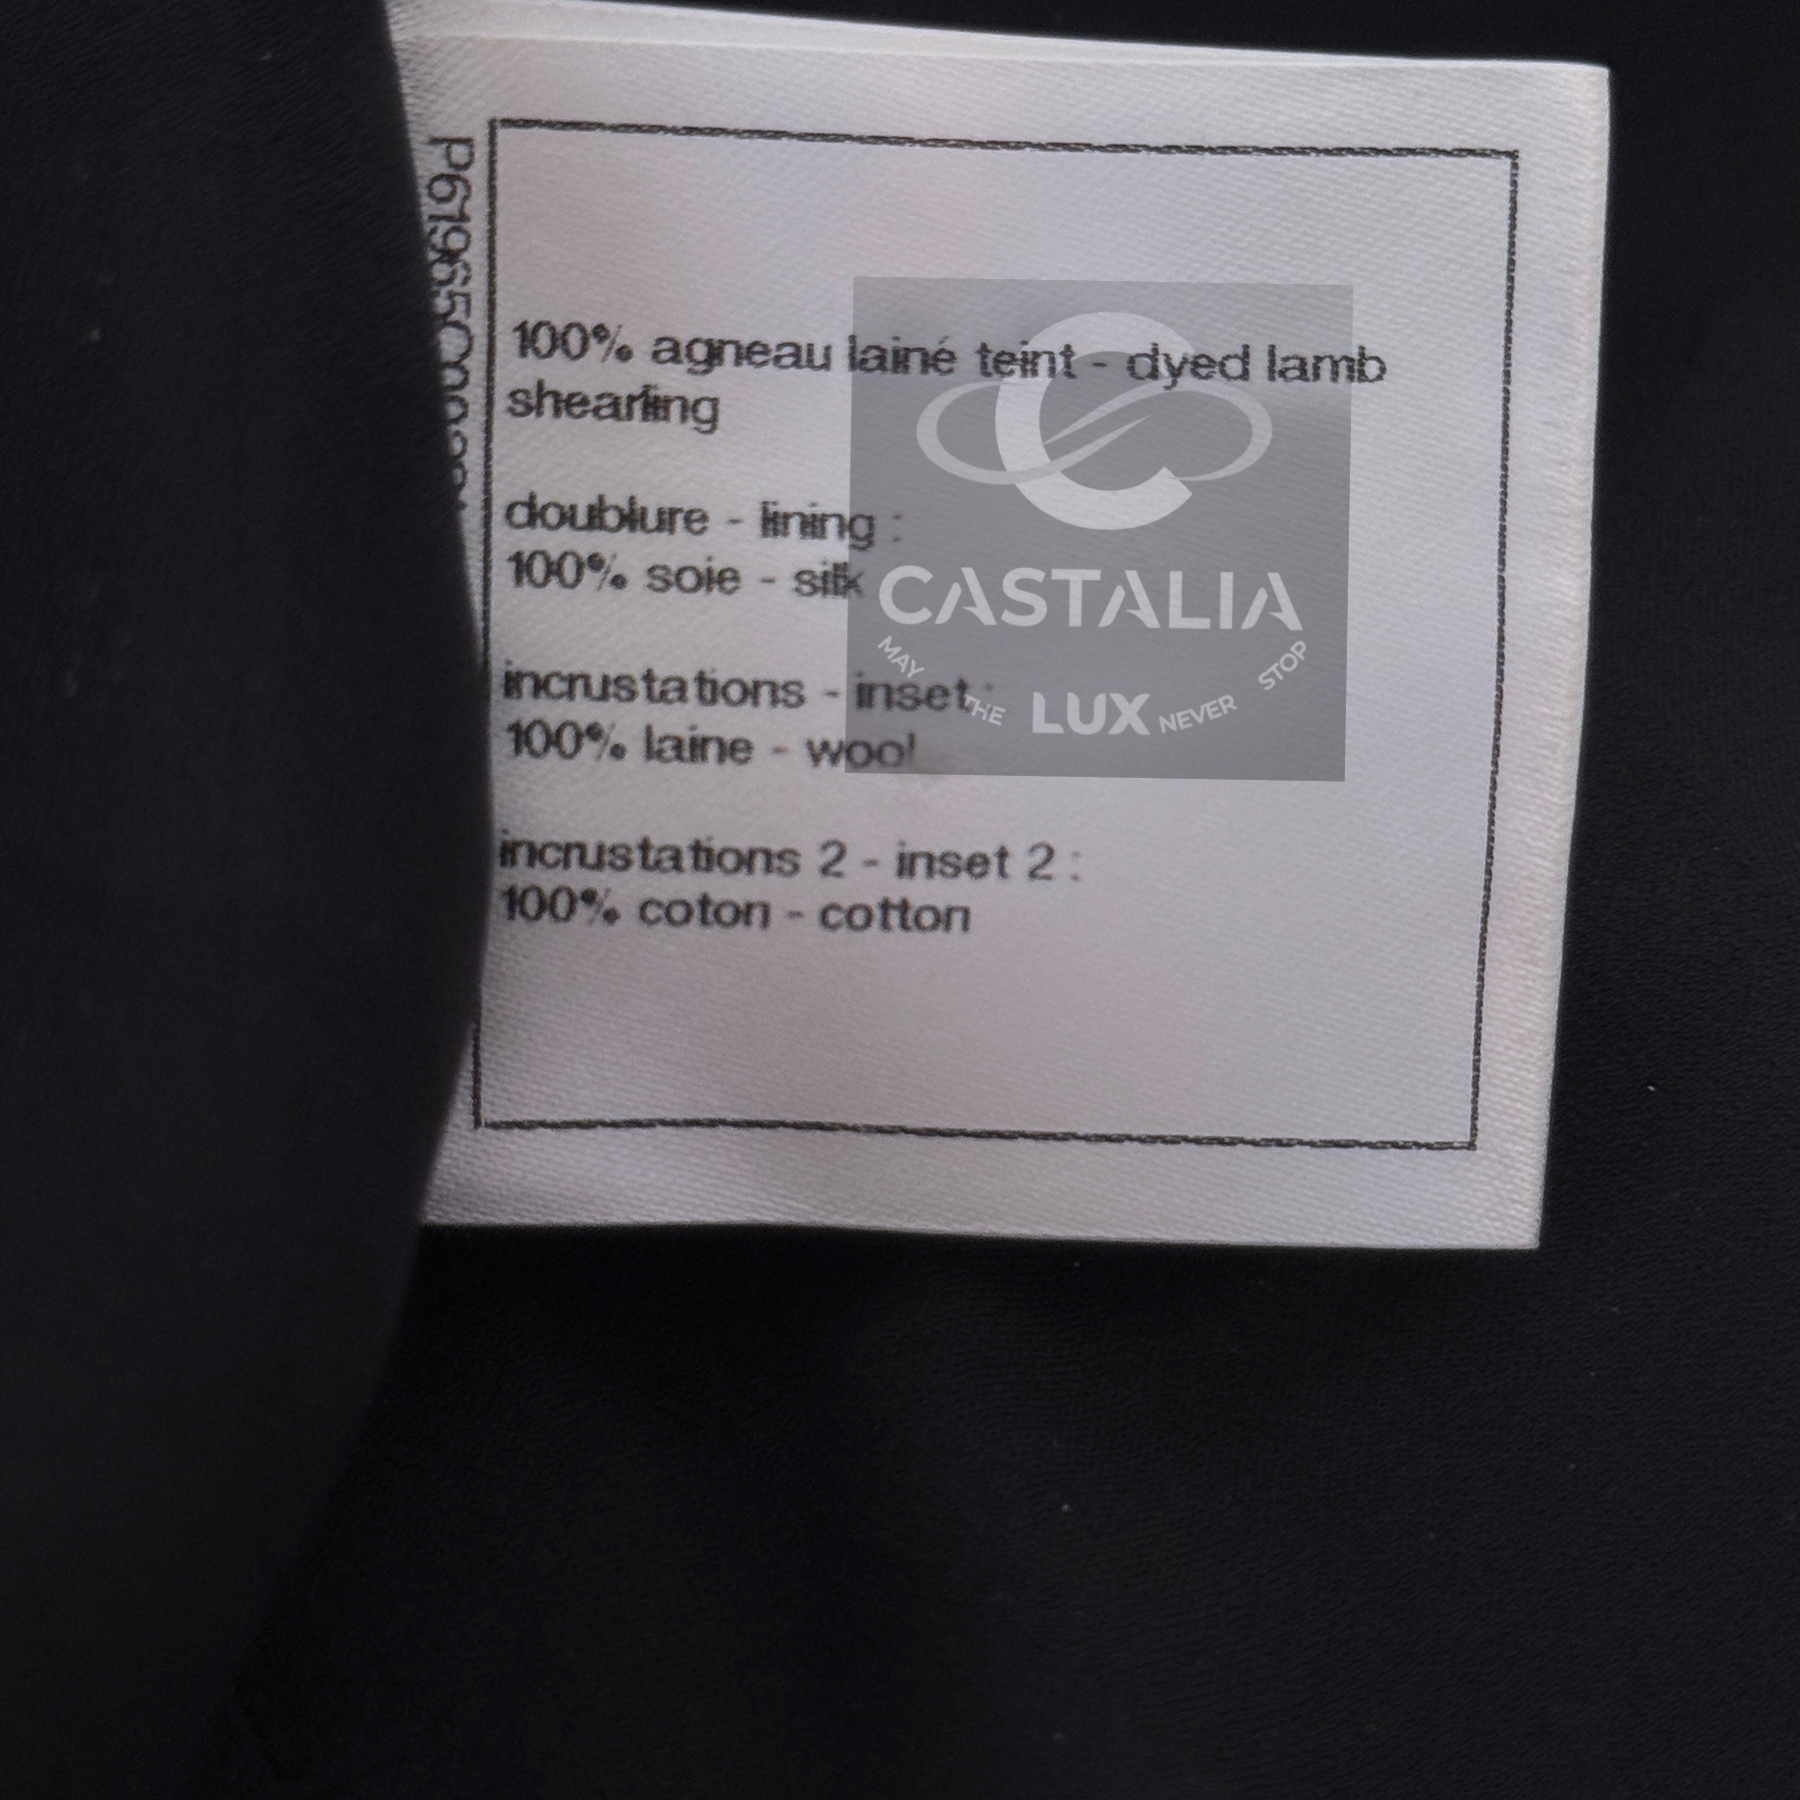 100% agneau lainé teint - dyed lamb
shearling
doublure - lining :
100% soie - silk
incrustations - inset :
100% laine - wool
incrustations 2 - inset 2 :
100% coton - cotton
CASTALIA
MAY THE LUX NEVER STOP